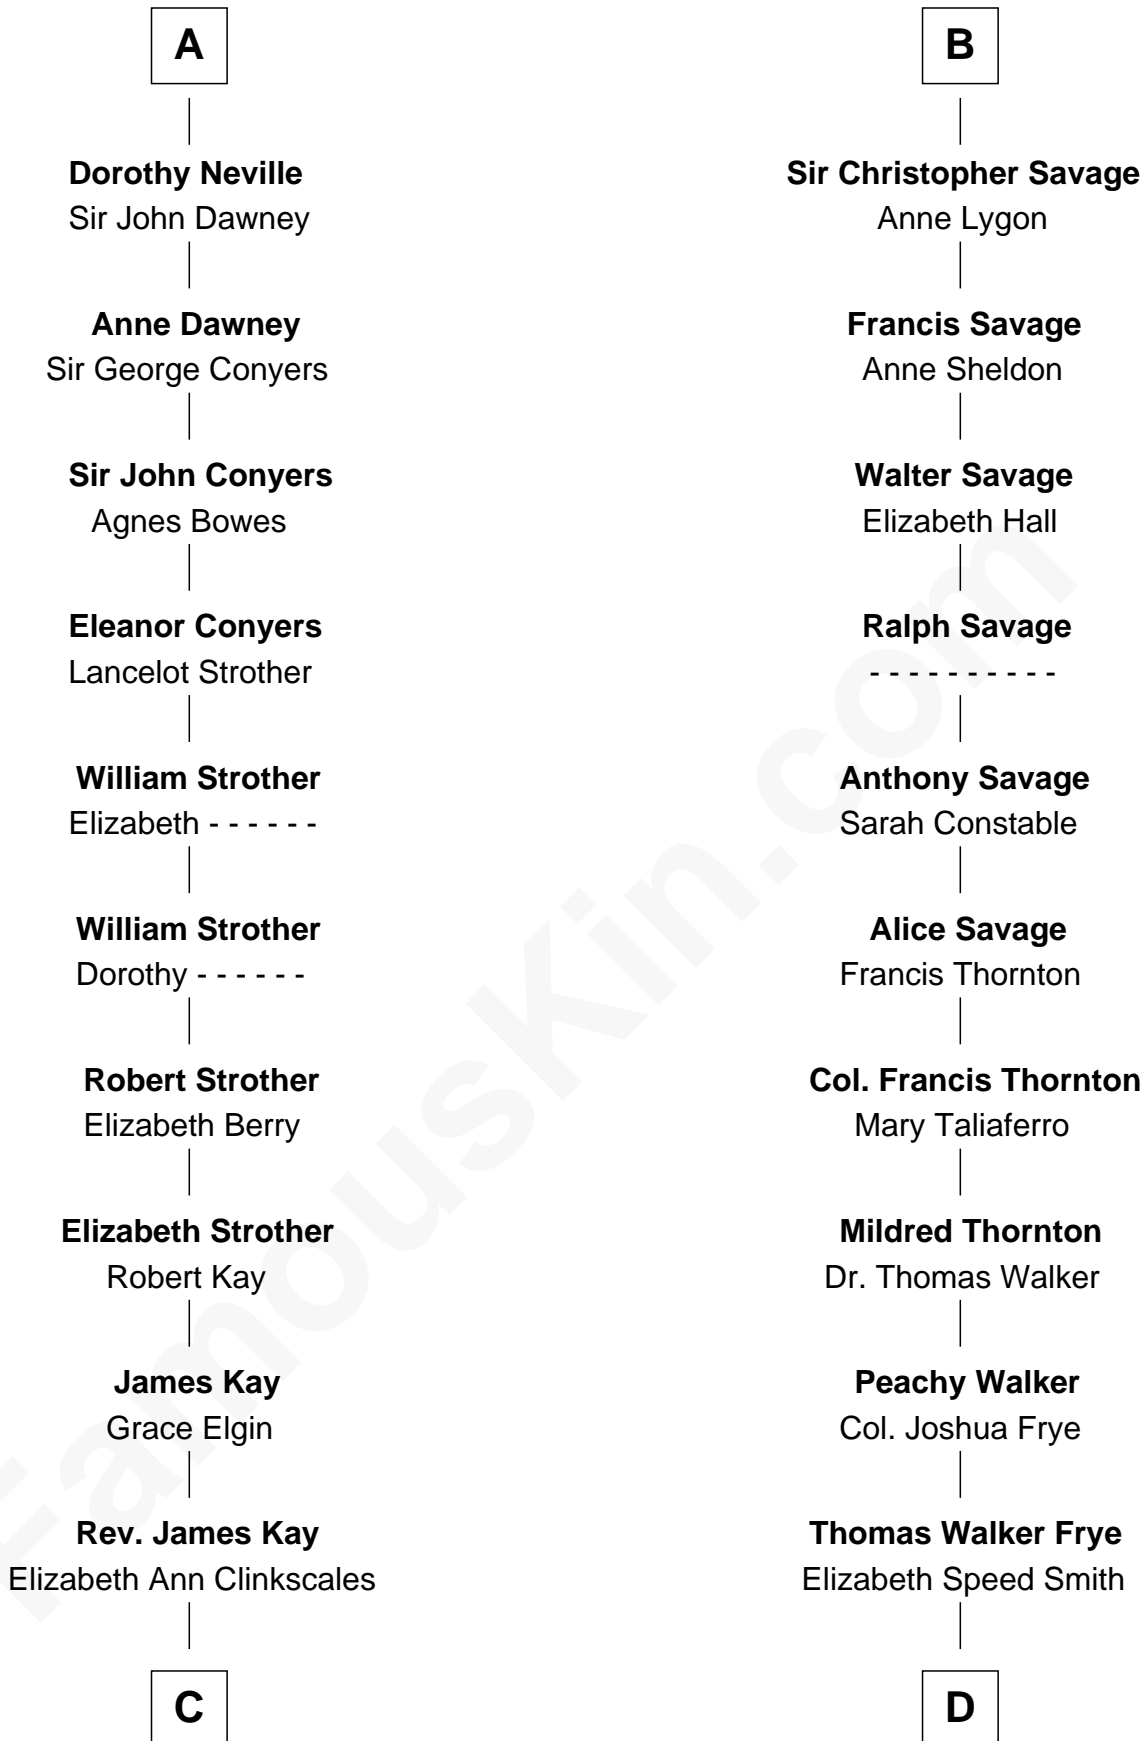 A
Dorothy Neville
Sir John Dawney
Anne Dawney
Sir George Conyers
Sir John Conyers
Agnes Bowes
Eleanor Conyers
Lancelot Strother
William Strother
Elizabeth - - - - - -
William Strother
Dorothy - - - - - -
Robert Strother
Elizabeth Berry
Elizabeth Strother
Robert Kay
James Kay
Grace Elgin
Rev. James Kay
Elizabeth Ann Clinkscales
C
B
Sir Christopher Savage
Anne Lygon
Francis Savage
Anne Sheldon
Walter Savage
Elizabeth Hall
Ralph Savage
- - - - - - - - - -
Anthony Savage
Sarah Constable
Alice Savage
Francis Thornton
Col. Francis Thornton
Mary Taliaferro
Mildred Thornton
Dr. Thomas Walker
Peachy Walker
Col. Joshua Frye
Thomas Walker Frye
Elizabeth Speed Smith
D
FamousKin.com